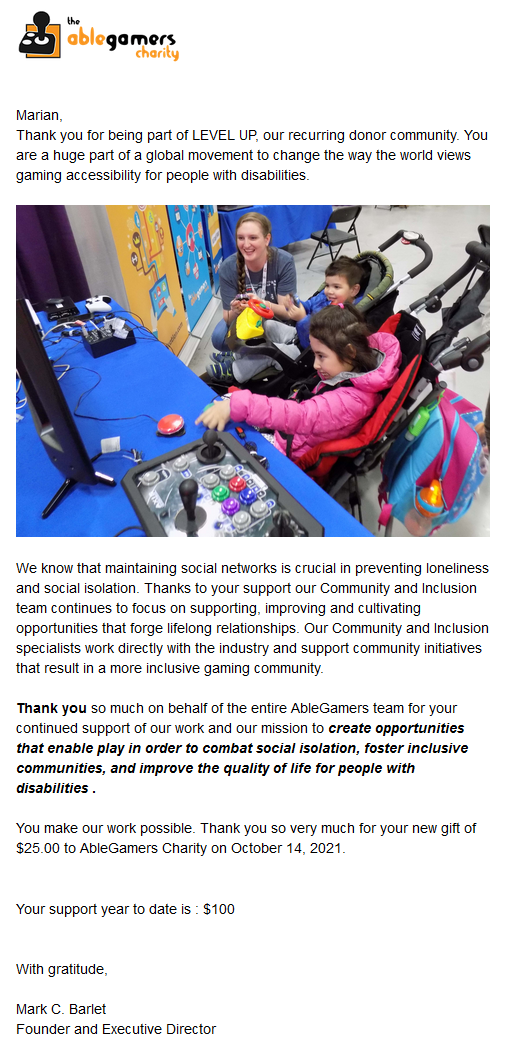 the
ablegamers
charity
Marian,
Thank you for being part of LEVEL UP, our recurring donor community. You
are a huge part of a global movement to change the way the world views
gaming accessibility for people with disabilities.
We know that maintaining social networks is crucial in preventing loneliness
and social isolation. Thanks to your support our Community and Inclusion
team continues to focus on supporting, improving and cultivating
opportunities that forge lifelong relationships. Our Community and Inclusion
specialists work directly with the industry and support community initiatives
that result in a more inclusive gaming community.
Thank you so much on behalf of the entire AbleGamers team for your
continued support of our work and our mission to create opportunities
that enable play in order to combat social isolation, foster inclusive
communities, and improve the quality of life for people with
disabilities .
You make our work possible. Thank you so very much for your new gift of
$25.00 to AbleGamers Charity on October 14, 2021.
Your support year to date is : $100
With gratitude,
Mark C. Barlet
Founder and Executive Director